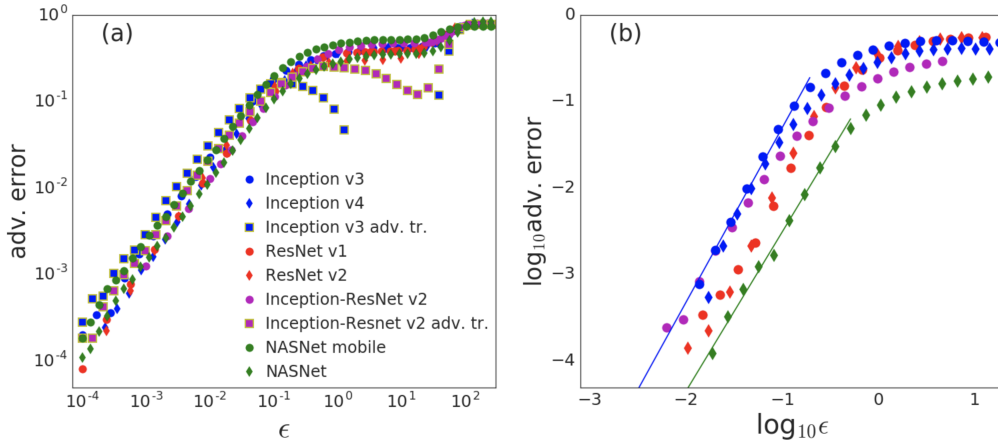 (a)
adv. error
10^0
10^-1
10^-2
10^-3
10^-4
Inception v3
Inception v4
Inception v3 adv. tr.
ResNet v1
ResNet v2
Inception-ResNet v2
Inception-Resnet v2 adv. tr.
NASNet mobile
NASNet
10^-4 10^-3 10^-2 10^-1 10^0 10^1 10^2
ϵ
(b)
log_10 adv. error
0
−1
−2
−3
−4
−3 −2 −1 0 1
log_10 ϵ